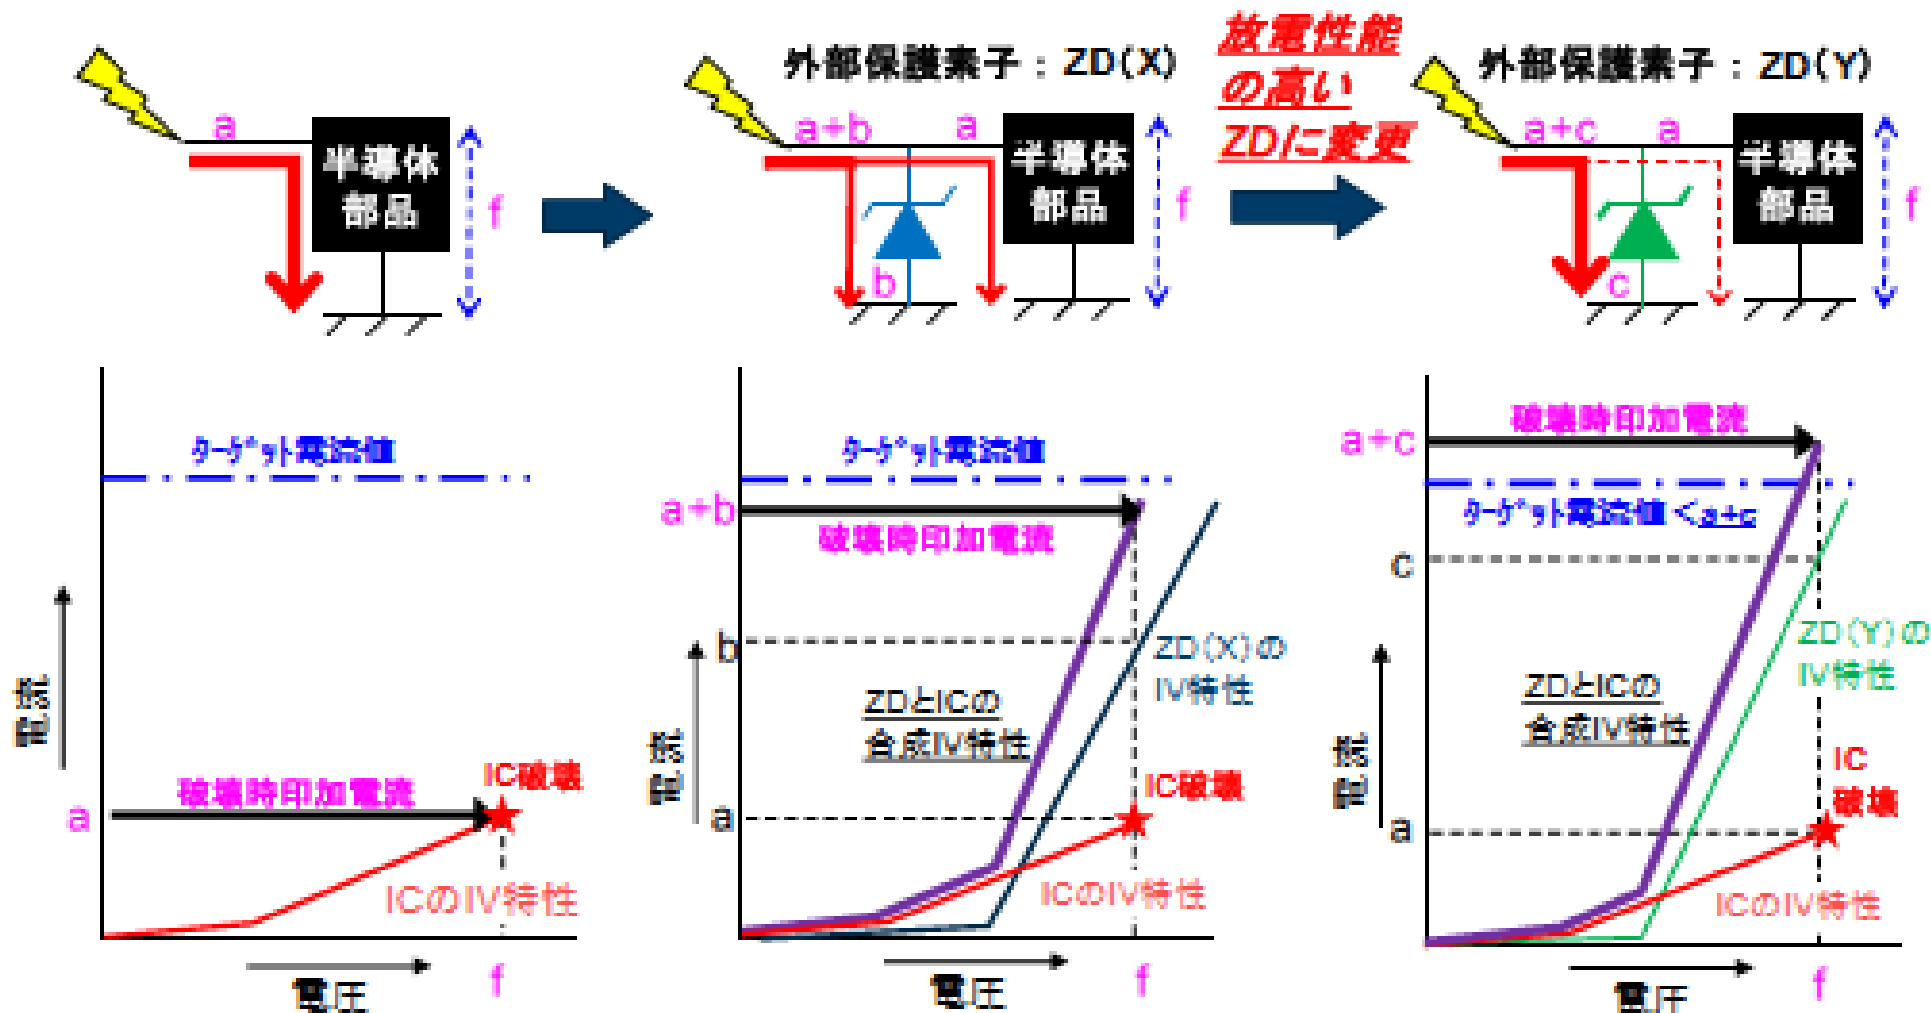 a
半導体
部品
f
外部保護素子：ZD(X)
a+b
a
半導体
部品
b
f
放電性能
の高い
ZDに変更
外部保護素子：ZD(Y)
a+c
a
半導体
部品
c
f
ターゲット電流値
電流
a
破壊時印加電流
IC破壊
ICのIV特性
電圧
f
ターゲット電流値
a+b
破壊時印加電流
b
ZD(X)の
IV特性
ZDとICの
合成IV特性
電流
IC破壊
a
ICのIV特性
電圧
f
破壊時印加電流
a+c
ターゲット電流値<a+c
c
ZD(Y)の
IV特性
ZDとICの
合成IV特性
電流
IC
破壊
a
ICのIV特性
電圧
f